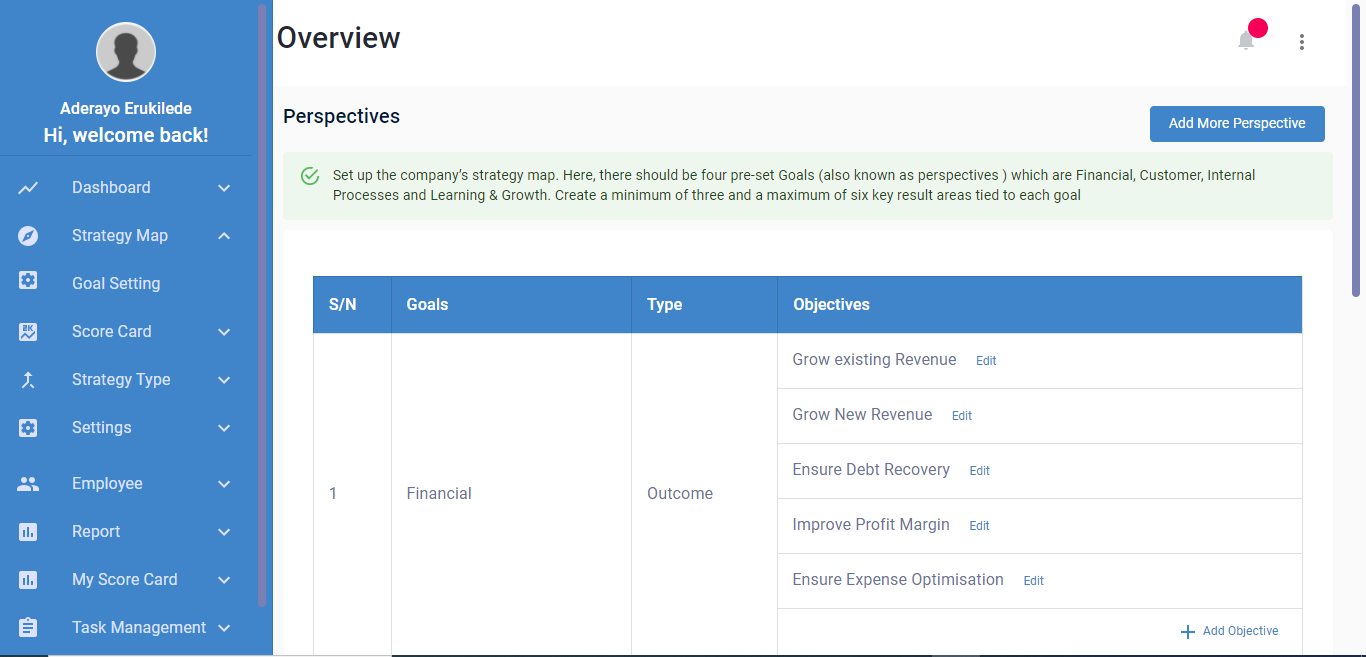 Aderayo Erukilede
Hi, welcome back!
Dashboard
Strategy Map
Goal Setting
Score Card
Strategy Type
Settings
Employee
Report
My Score Card
Task Management
Overview
Perspectives
Add More Perspective
Set up the company's strategy map. Here, there should be four pre-set Goals (also known as perspectives ) which are Financial, Customer, Internal
Processes and Learning & Growth. Create a minimum of three and a maximum of six key result areas tied to each goal
S/N Goals Type Objectives
Grow existing Revenue Edit
Grow New Revenue Edit
Ensure Debt Recovery Edit
1 Financial Outcome
Improve Profit Margin Edit
Ensure Expense Optimisation Edit
+ Add Objective